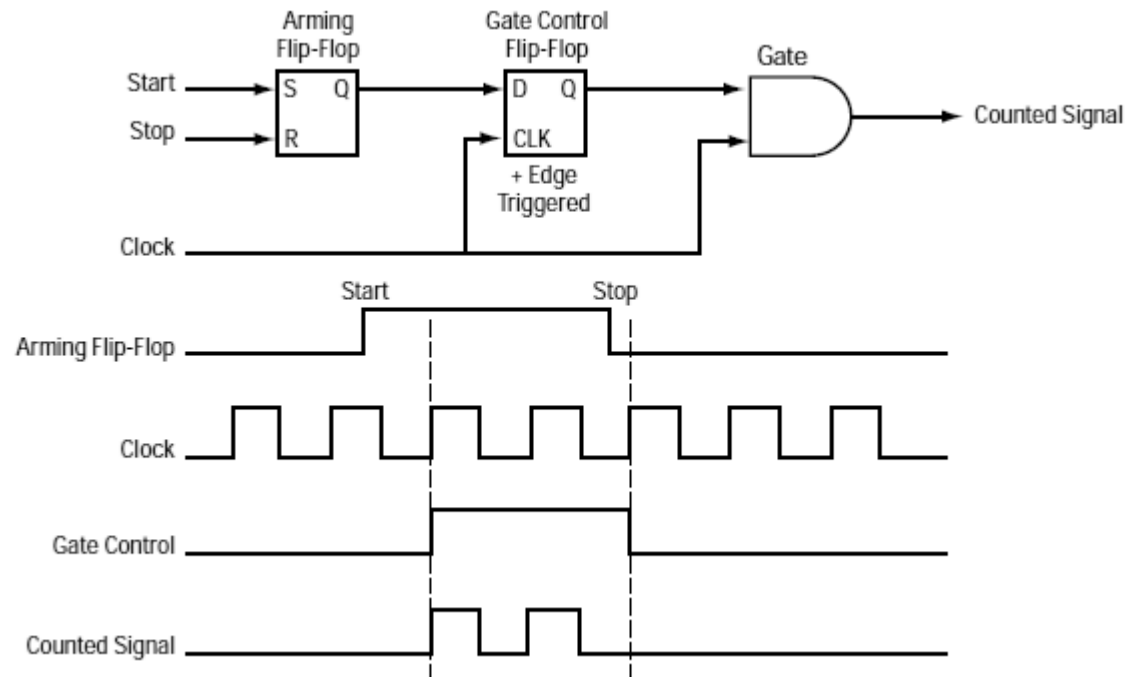 Arming
Flip-Flop
Gate Control
Flip-Flop
Gate
Start
S Q
D Q
Counted Signal
Stop
R
CLK
+ Edge
Triggered
Clock
Start
Stop
Arming Flip-Flop
Clock
Gate Control
Counted Signal